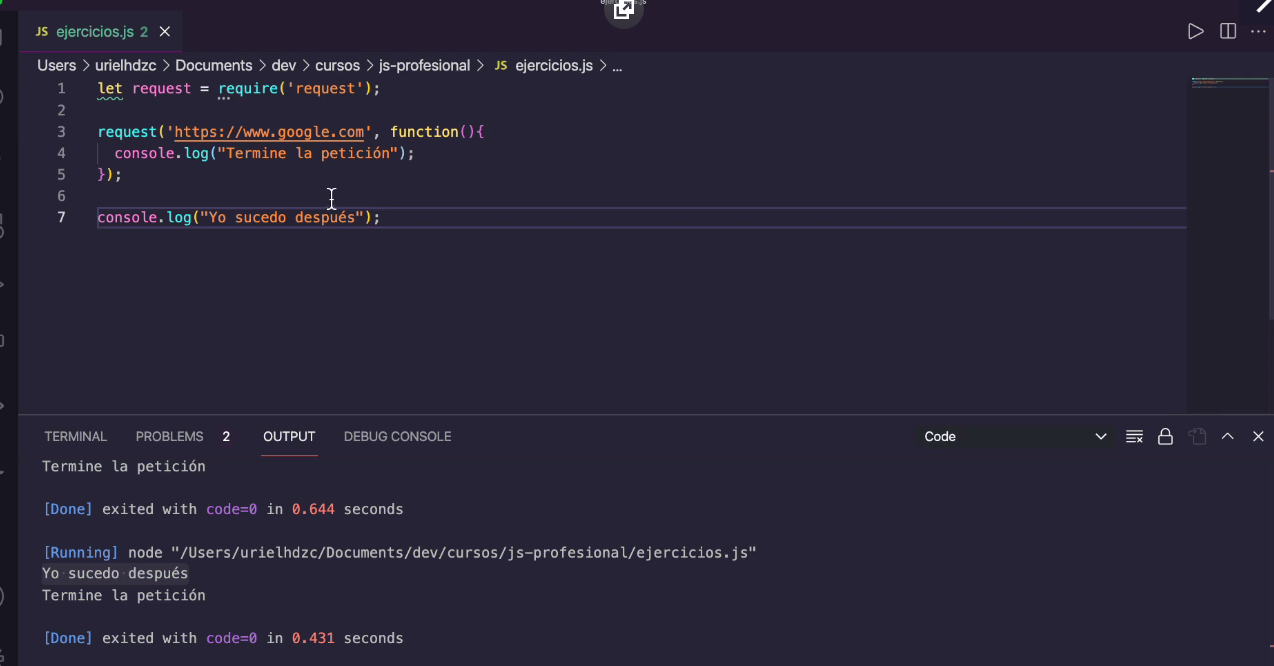 JS ejercicios.js 2
Users > urielhdzc > Documents > dev > cursos > js-profesional > JS ejercicios.js > ...
1 let request = require('request');
2
3 request('https://www.google.com', function(){
4 console.log("Termine la petición");
5 });
6
7 console.log("Yo sucedo después");
TERMINAL PROBLEMS 2 OUTPUT DEBUG CONSOLE Code
Termine la petición
[Done] exited with code=0 in 0.644 seconds
[Running] node "/Users/urielhdzc/Documents/dev/cursos/js-profesional/ejercicios.js"
Yo sucedo después
Termine la petición
[Done] exited with code=0 in 0.431 seconds